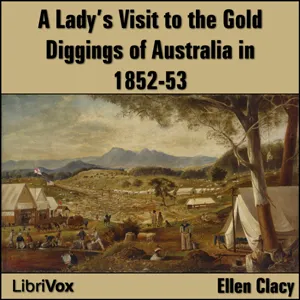 A Lady's Visit to the Gold
Diggings of Australia in
1852-53
LibriVox
Ellen Clacy